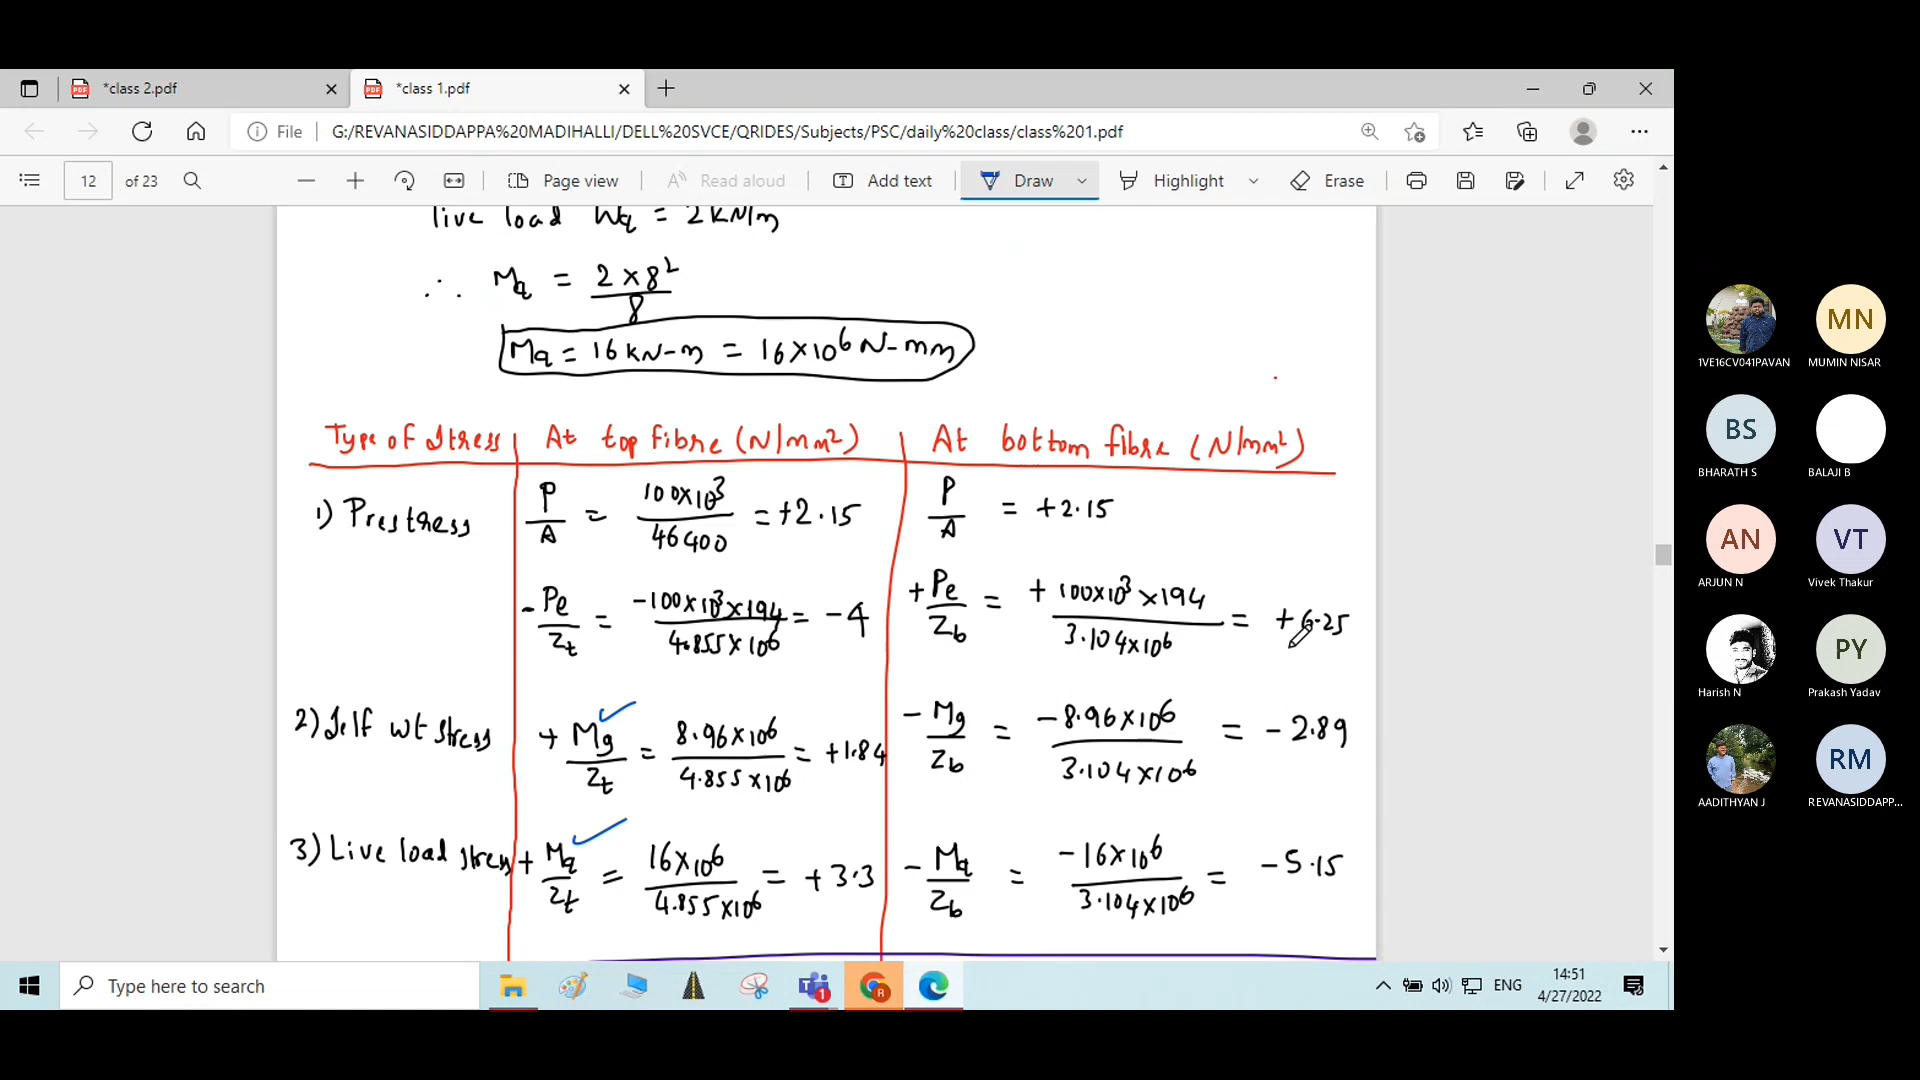 *class 2.pdf
*class 1.pdf
File G:/REVANASIDDAPPA%20MADIHALLI/DELL%20SVCE/QRIDES/Subjects/PSC/daily%20class/class%201.pdf
12 of 23 Page view Read aloud Add text Draw Highlight Erase
live load Wq = 2kN/m
∴ Mq = 2×8²/8
Mq = 16 kN-m = 16×10⁶ N-mm
Type of Stress At top fibre (N/mm²) At bottom fibre (N/mm²)
1) Prestress P/A = 100×10³/46400 = +2.15 P/A = +2.15
-Pe/Zt = -100×10³×194/4.855×10⁶ = -4 +Pe/Zb = +100×10³×194/3.104×10⁶ = +6.25
2) Self wt stress +Mg/Zt = 8.96×10⁶/4.855×10⁶ = +1.84 -Mg/Zb = -8.96×10⁶/3.104×10⁶ = -2.89
3) Live load stress +Mq/Zt = 16×10⁶/4.855×10⁶ = +3.3 -Mq/Zb = -16×10⁶/3.104×10⁶ = -5.15
Type here to search
1
R
ENG
14:51
4/27/2022
MN
1VE16CV041PAVAN MUMIN NISAR
BS
BHARATH S BALAJI B
AN VT
ARJUN N Vivek Thakur
PY
Harish N Prakash Yadav
RM
AADITHYAN J REVANASIDDAPP...